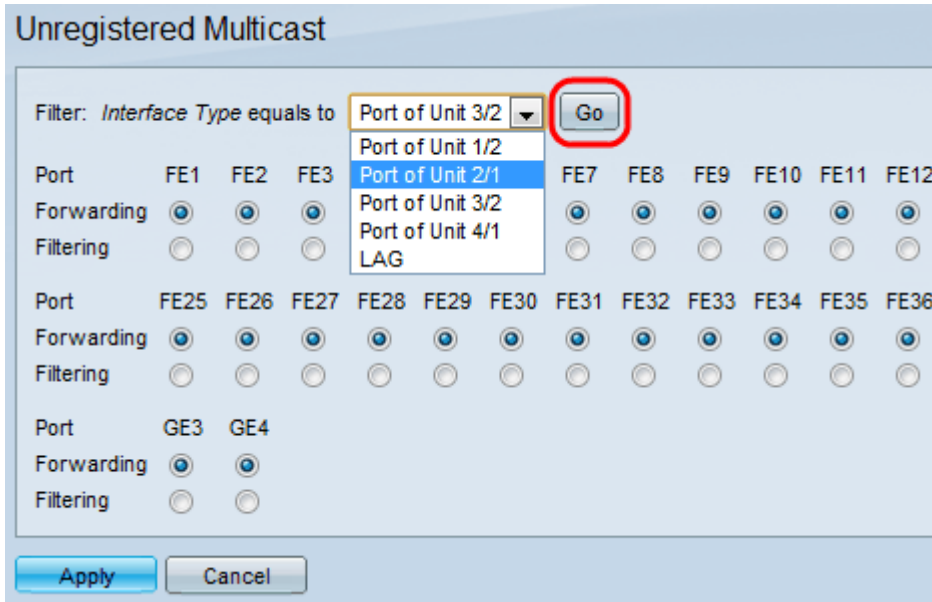 Unregistered Multicast
Filter: Interface Type equals to Port of Unit 3/2 Go
Port of Unit 1/2
Port of Unit 2/1
Port of Unit 3/2
Port of Unit 4/1
LAG
Port FE1 FE2 FE3 FE7 FE8 FE9 FE10 FE11 FE12
Forwarding
Filtering
Port FE25 FE26 FE27 FE28 FE29 FE30 FE31 FE32 FE33 FE34 FE35 FE36
Forwarding
Filtering
Port GE3 GE4
Forwarding
Filtering
Apply Cancel